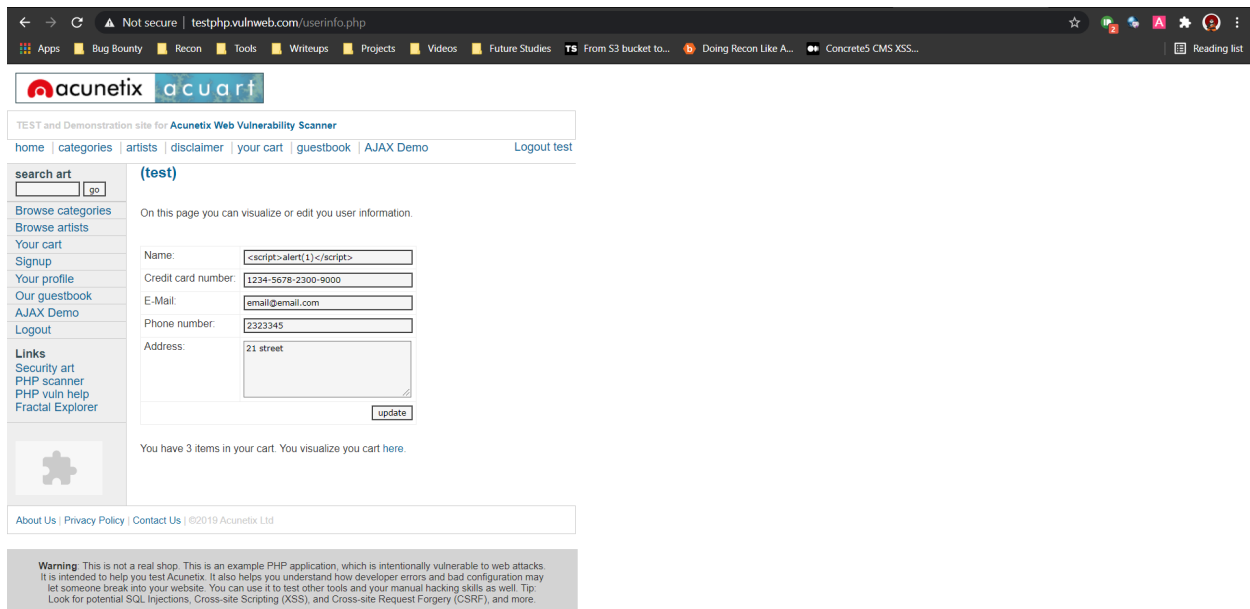 Not secure | testphp.vulnweb.com/userinfo.php
2
A
Apps Bug Bounty Recon Tools Writeups Projects Videos Future Studies TS From S3 bucket to... b Doing Recon Like A... Concrete5 CMS XSS... Reading list
acunetix acuart
TEST and Demonstration site for Acunetix Web Vulnerability Scanner
home | categories | artists | disclaimer | your cart | guestbook | AJAX Demo Logout test
search art
go
Browse categories
Browse artists
Your cart
Signup
Your profile
Our guestbook
AJAX Demo
Logout
Links
Security art
PHP scanner
PHP vuln help
Fractal Explorer
(test)
On this page you can visualize or edit you user information.
Name: <script>alert(1)</script>
Credit card number: 1234-5678-2300-9000
E-Mail: email@email.com
Phone number: 2323345
Address: 21 street
update
You have 3 items in your cart. You visualize you cart here.
About Us | Privacy Policy | Contact Us | ©2019 Acunetix Ltd
Warning: This is not a real shop. This is an example PHP application, which is intentionally vulnerable to web attacks.
It is intended to help you test Acunetix. It also helps you understand how developer errors and bad configuration may
let someone break into your website. You can use it to test other tools and your manual hacking skills as well. Tip:
Look for potential SQL Injections, Cross-site Scripting (XSS), and Cross-site Request Forgery (CSRF), and more.